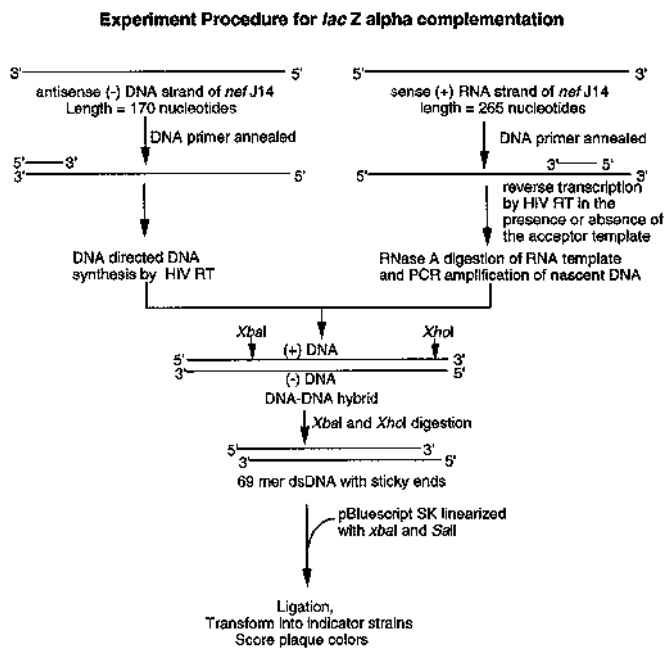 Experiment Procedure for lac Z alpha complementation
3' 5'
antisense (-) DNA strand of nef J14
Length = 170 nucleotides
DNA primer annealed
5' 3'
3' 5'
DNA directed DNA
synthesis by HIV RT
5' 3'
sense (+) RNA strand of nef J14
length = 265 nucleotides
DNA primer annealed
3' 5'
5' 3'
reverse transcription
by HIV RT in the
presence or absence of
the acceptor template
RNase A digestion of RNA template
and PCR amplification of nascent DNA
XbaI XhoI
5' (+) DNA 3'
3' (-) DNA 5'
DNA-DNA hybrid
XbaI and XhoI digestion
5' 3'
3' 5'
69 mer dsDNA with sticky ends
pBluescript SK linearized
with xbaI and SalI
Ligation,
Transform into indicator strains
Score plaque colors